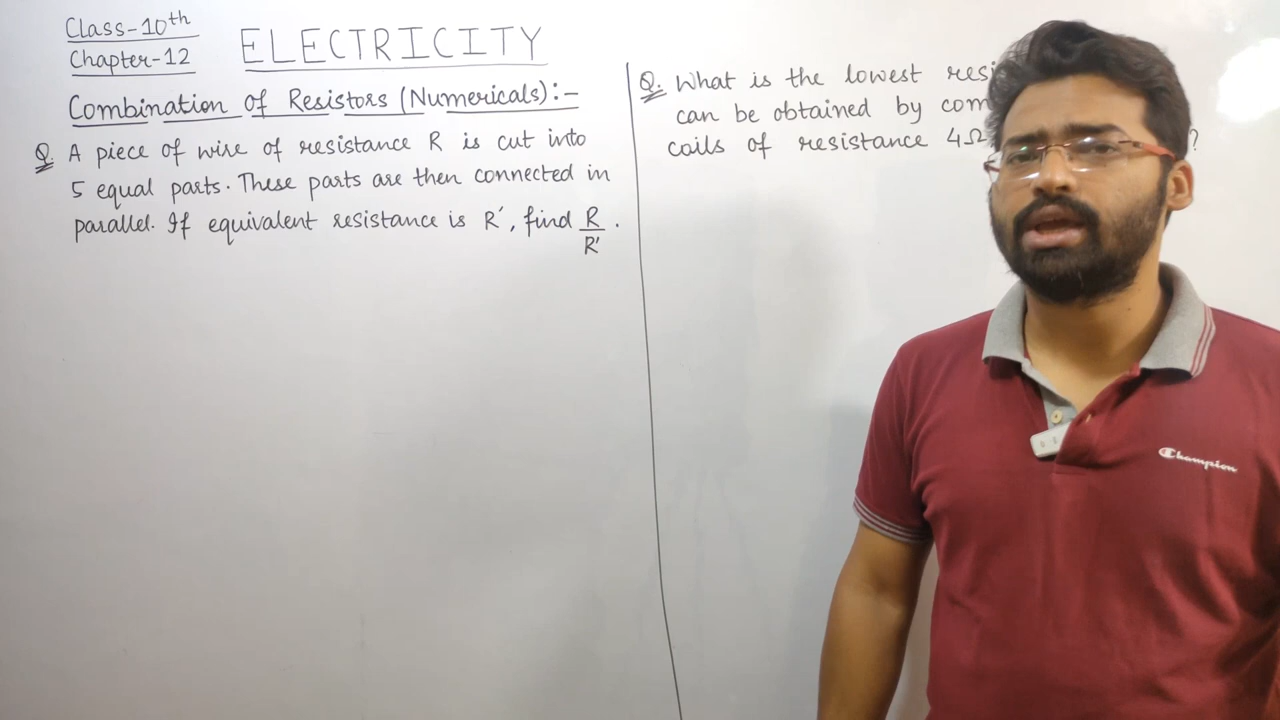 Class-10th
Chapter-12
ELECTRICITY
Combination of Resistors (Numericals):-
Q. A piece of wire of resistance R is cut into
5 equal parts. These parts are then connected in
parallel. If equivalent resistance is R', find R/R'.
Q. What is the lowest resi
can be obtained by com
coils of resistance 4Ω ?
Champion